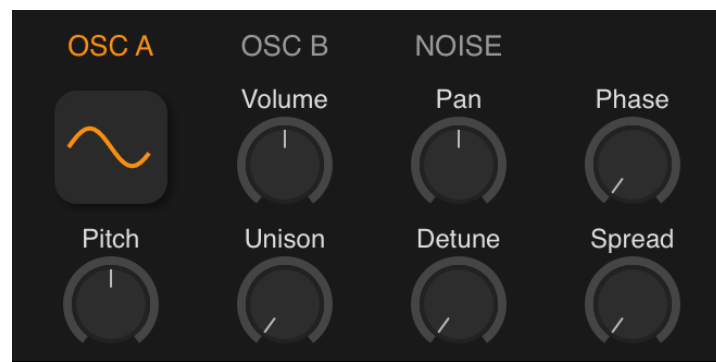 OSC A OSC B NOISE
Volume Pan Phase
Pitch Unison Detune Spread